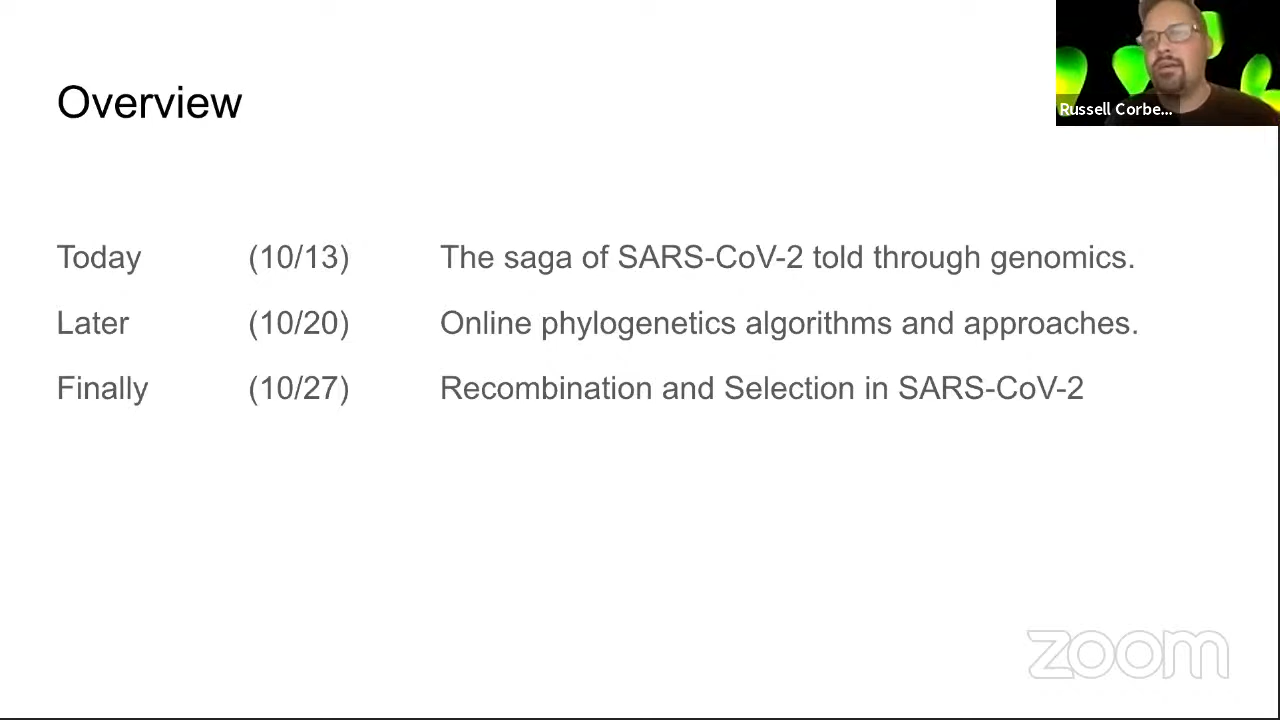 Overview
Russell Corbe...
Today (10/13) The saga of SARS-CoV-2 told through genomics.
Later (10/20) Online phylogenetics algorithms and approaches.
Finally (10/27) Recombination and Selection in SARS-CoV-2
zoom